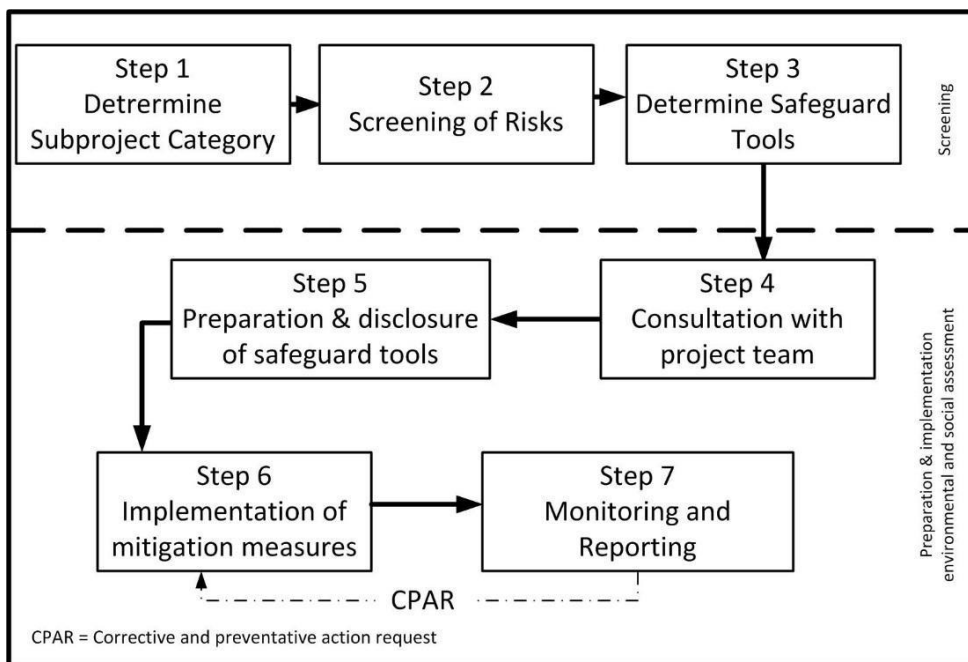 Step 1
Detrermine
Subproject Category
Step 2
Screening of Risks
Step 3
Determine Safeguard
Tools
Screening
Step 5
Preparation & disclosure
of safeguard tools
Step 4
Consultation with
project team
Preparation & implementation
environmental and social assessment
Step 6
Implementation of
mitigation measures
Step 7
Monitoring and
Reporting
CPAR
CPAR = Corrective and preventative action request